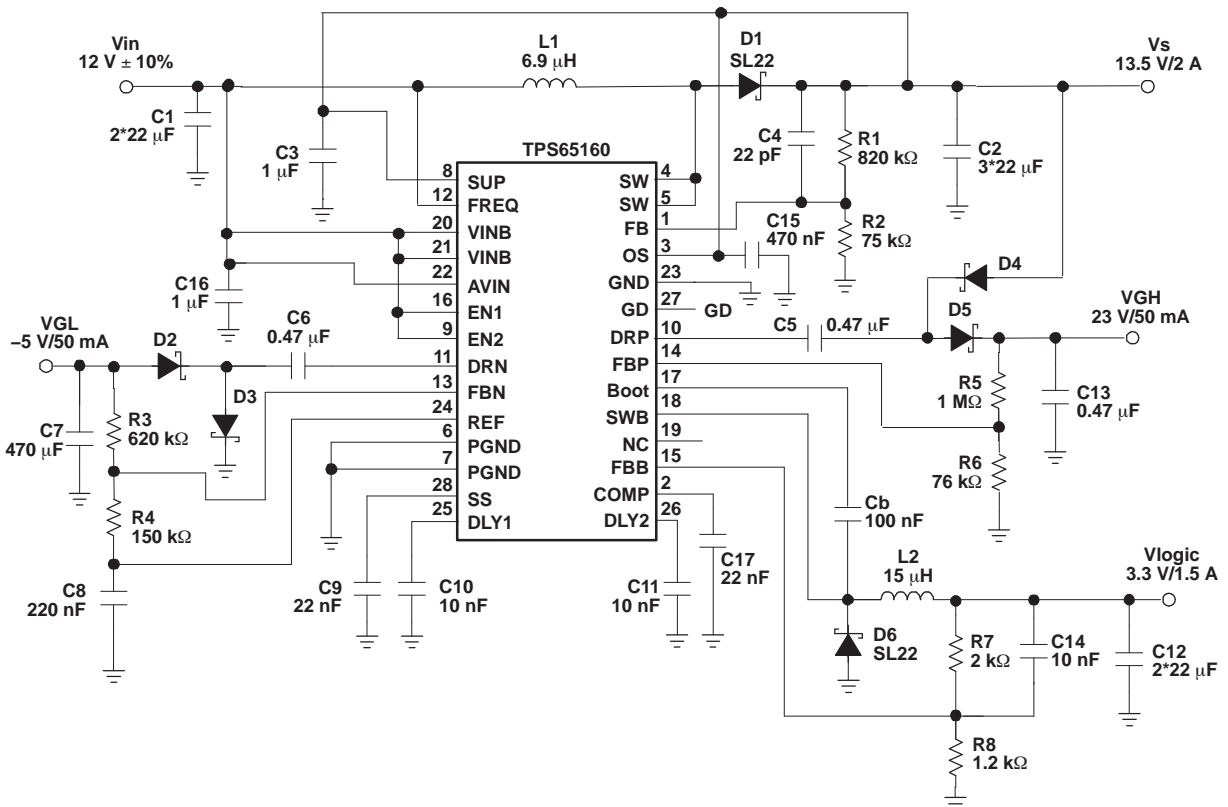 Vin
12 V ± 10%
L1
6.9 μH
D1
SL22
Vs
13.5 V/2 A
C1
2*22 μF
C3
1 μF
C4
22 pF
R1
820 kΩ
C2
3*22 μF
TPS65160
8
SUP
12
FREQ
20
VINB
21
VINB
22
AVIN
16
EN1
9
EN2
11
DRN
13
FBN
24
REF
6
PGND
7
PGND
28
SS
25
DLY1
SW
4
SW
5
FB
1
OS
3
GND
23
GD
27
GD
DRP
10
FBP
14
Boot
17
SWB
18
NC
19
FBB
15
COMP
2
DLY2
26
C15
470 nF
R2
75 kΩ
C16
1 μF
D4
VGL
–5 V/50 mA
D2
C6
0.47 μF
C5
0.47 μF
D5
VGH
23 V/50 mA
D3
R3
620 kΩ
C7
470 μF
R5
1 MΩ
C13
0.47 μF
R6
76 kΩ
R4
150 kΩ
Cb
100 nF
C8
220 nF
C9
22 nF
C10
10 nF
C11
10 nF
C17
22 nF
L2
15 μH
Vlogic
3.3 V/1.5 A
D6
SL22
R7
2 kΩ
C14
10 nF
C12
2*22 μF
R8
1.2 kΩ